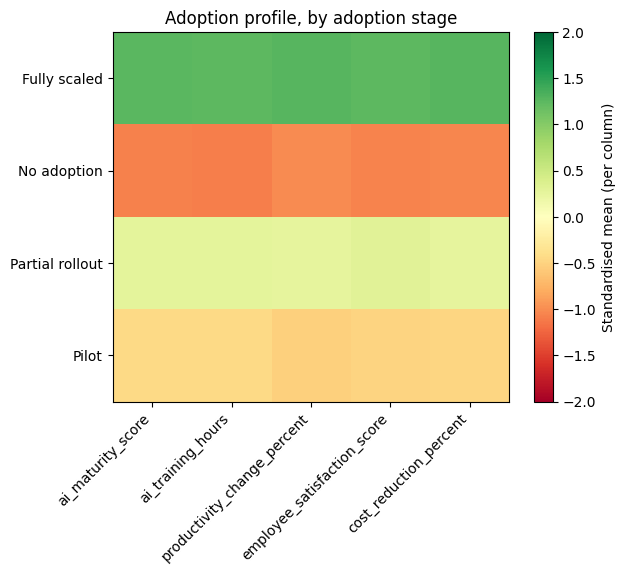 Adoption profile, by adoption stage
Fully scaled
No adoption
Partial rollout
Pilot
ai_maturity_score
ai_training_hours
productivity_change_percent
employee_satisfaction_score
cost_reduction_percent
2.0
1.5
1.0
0.5
0.0
−0.5
−1.0
−1.5
−2.0
Standardised mean (per column)